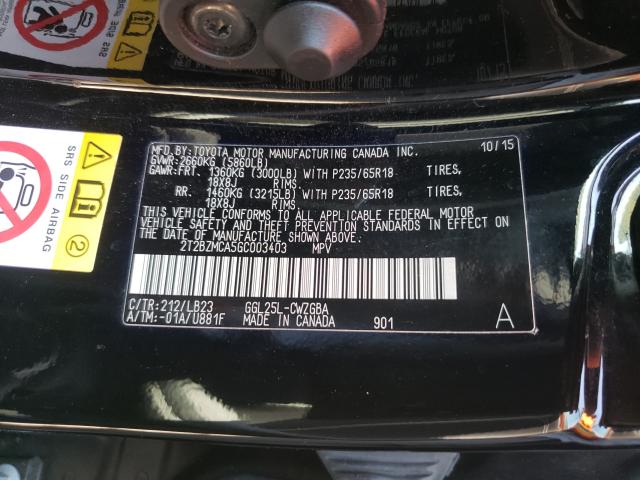 MFD. BY:TOYOTA MOTOR MANUFACTURING CANADA INC. 10/15
GVWR:2660KG (5860LB)
GAWR:FRT. 1360KG (3000LB) WITH P235/65R18 TIRES,
18X8J RIMS,
RR. 1460KG (3215LB) WITH P235/65R18 TIRES,
18X8J RIMS,
THIS VEHICLE CONFORMS TO ALL APPLICABLE FEDERAL MOTOR
VEHICLE SAFETY AND THEFT PREVENTION STANDARDS IN
EFFECT ON THE DATE OF MANUFACTURE SHOWN ABOVE.
2T2BZMCA5GC003403 MPV
C/TR:212/LB23 GGL25L-CWZGBA
A/TM:-01A/U881F MADE IN CANADA 901 A
SRS SIDE AIRBAG
2